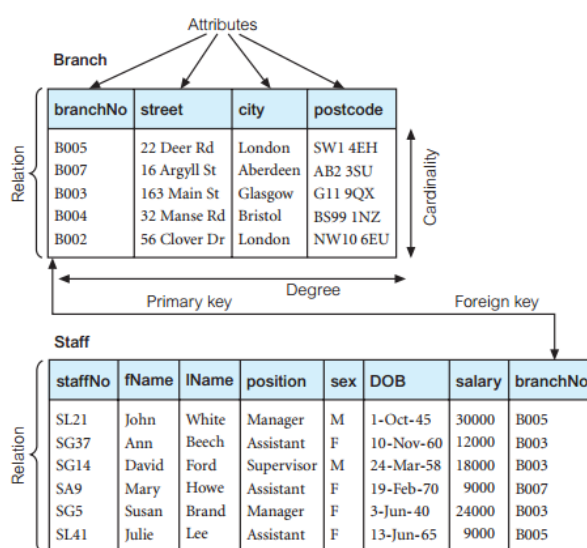 Attributes
Branch
branchNo street city postcode
B005 22 Deer Rd London SW1 4EH
B007 16 Argyll St Aberdeen AB2 3SU
B003 163 Main St Glasgow G11 9QX
B004 32 Manse Rd Bristol BS99 1NZ
B002 56 Clover Dr London NW10 6EU
Relation
Cardinality
Degree
Primary key
Foreign key
Staff
staffNo fName lName position sex DOB salary branchNo
SL21 John White Manager M 1-Oct-45 30000 B005
SG37 Ann Beech Assistant F 10-Nov-60 12000 B003
SG14 David Ford Supervisor M 24-Mar-58 18000 B003
SA9 Mary Howe Assistant F 19-Feb-70 9000 B007
SG5 Susan Brand Manager F 3-Jun-40 24000 B003
SL41 Julie Lee Assistant F 13-Jun-65 9000 B005
Relation